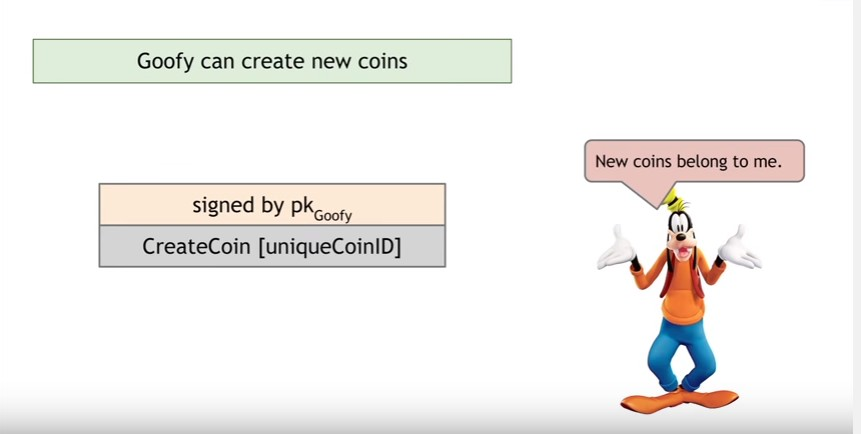 Goofy can create new coins
New coins belong to me.
signed by pkGoofy
CreateCoin [uniqueCoinID]